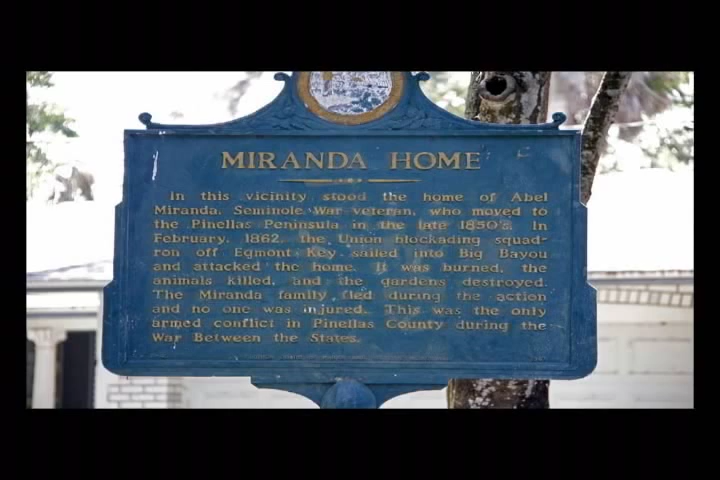 MIRANDA HOME
In this vicinity stood the home of Abel
Miranda, Seminole War veteran, who moved to
the Pinellas Peninsula in the late 1850's. In
February, 1862, the Union blockading squad-
ron off Egmont Key sailed into Big Bayou
and attacked the home. It was burned, the
animals killed, and the gardens destroyed.
The Miranda family fled during the action
and no one was injured. This was the only
armed conflict in Pinellas County during the
War Between the States.